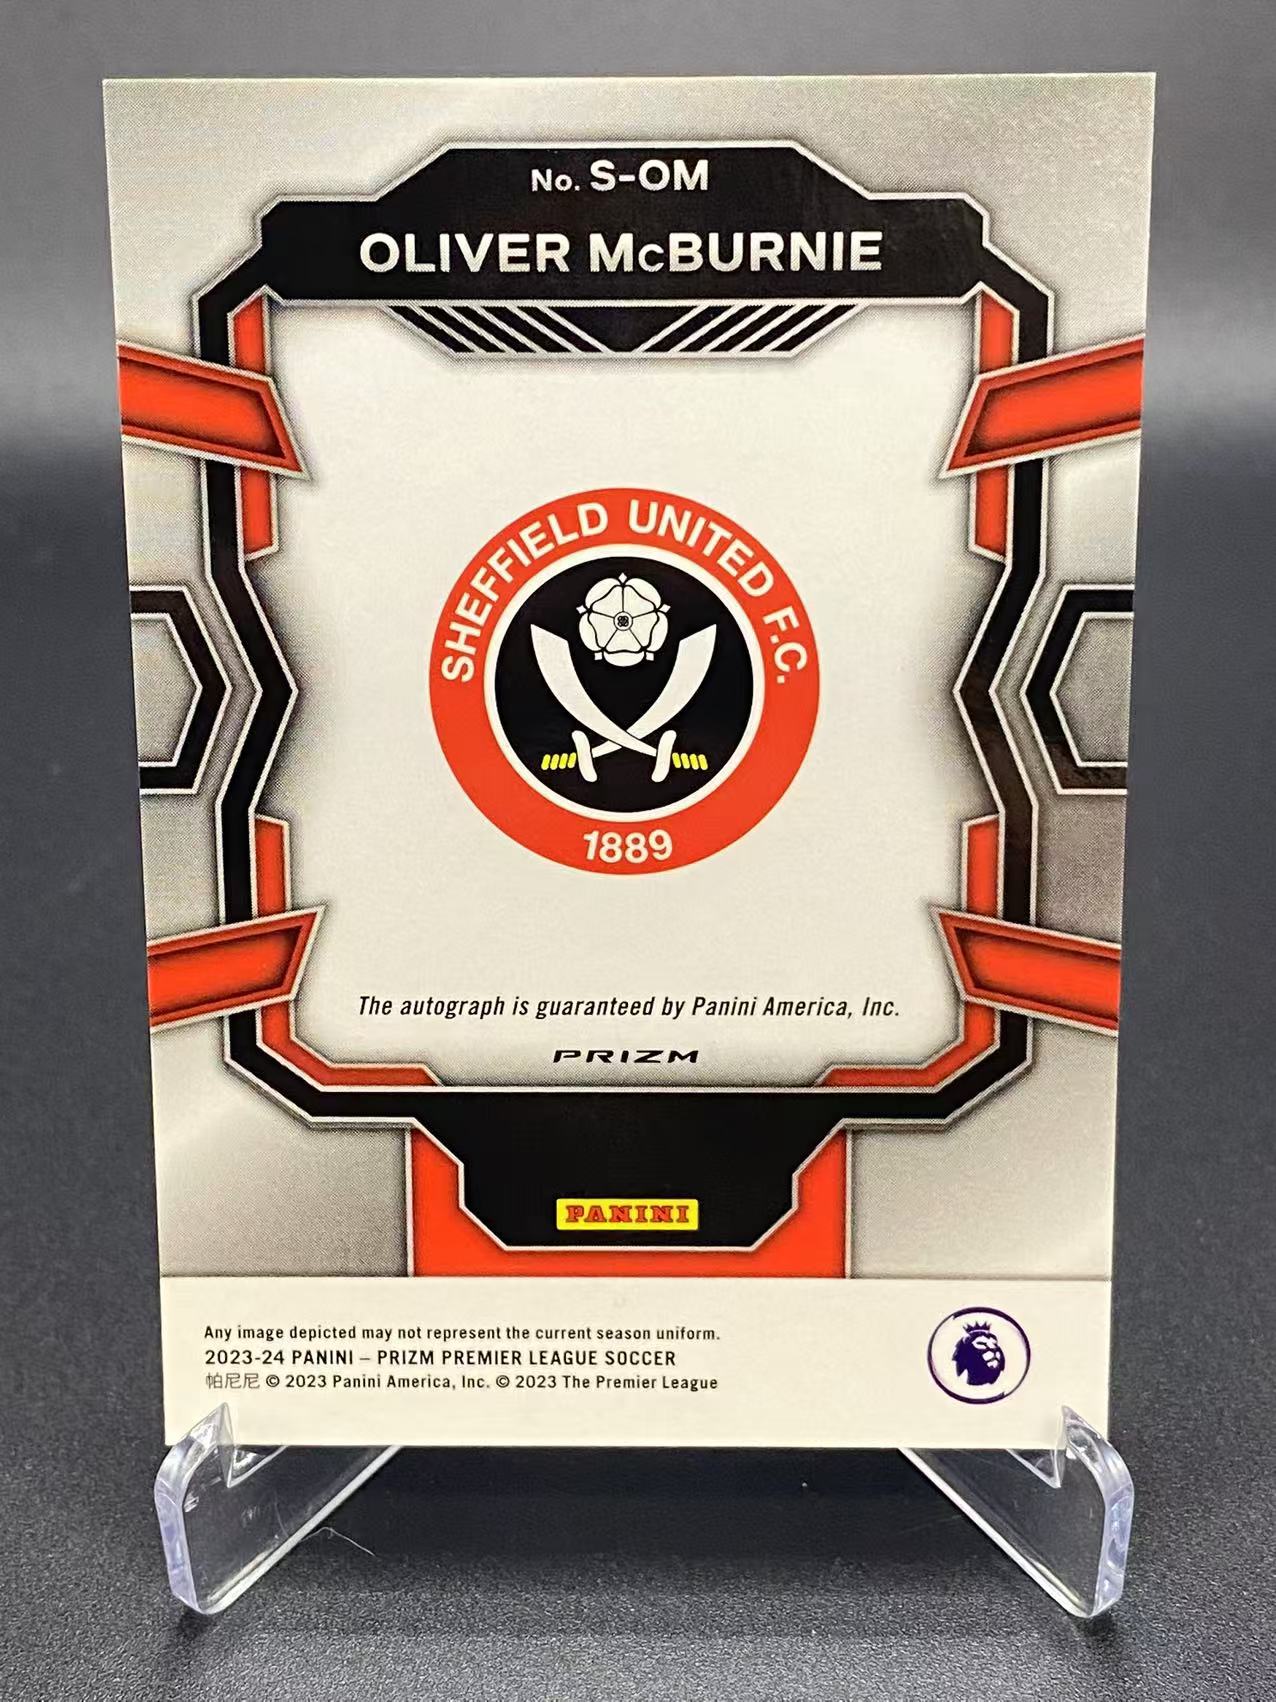 No. S-OM
OLIVER McBURNIE
SHEFFIELD UNITED F.C.
1889
The autograph is guaranteed by Panini America, Inc.
PRIZM
PANINI
Any image depicted may not represent the current season uniform.
2023-24 PANINI – PRIZM PREMIER LEAGUE SOCCER
帕尼尼 © 2023 Panini America, Inc. © 2023 The Premier League